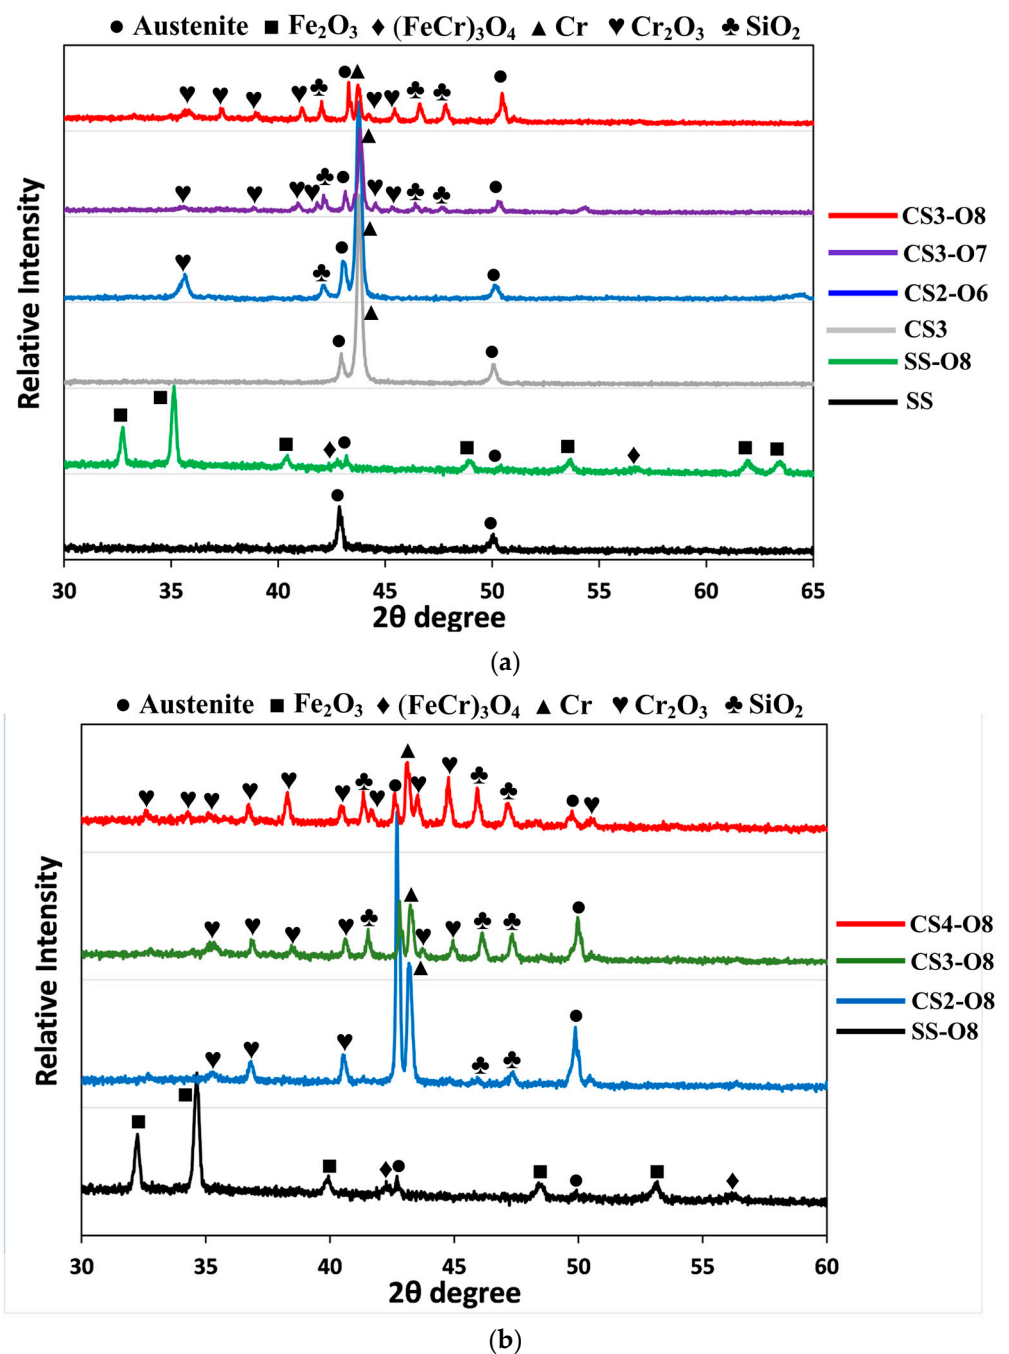 ● Austenite ■ Fe₂O₃ ♦ (FeCr)₃O₄ ▲ Cr ♥ Cr₂O₃ ♣ SiO₂
Relative Intensity
CS3-O8
CS3-O7
CS2-O6
CS3
SS-O8
SS
30 35 40 45 50 55 60 65
2θ degree
(a)
● Austenite ■ Fe₂O₃ ♦ (FeCr)₃O₄ ▲ Cr ♥ Cr₂O₃ ♣ SiO₂
Relative Intensity
CS4-O8
CS3-O8
CS2-O8
SS-O8
30 35 40 45 50 55 60
2θ degree
(b)